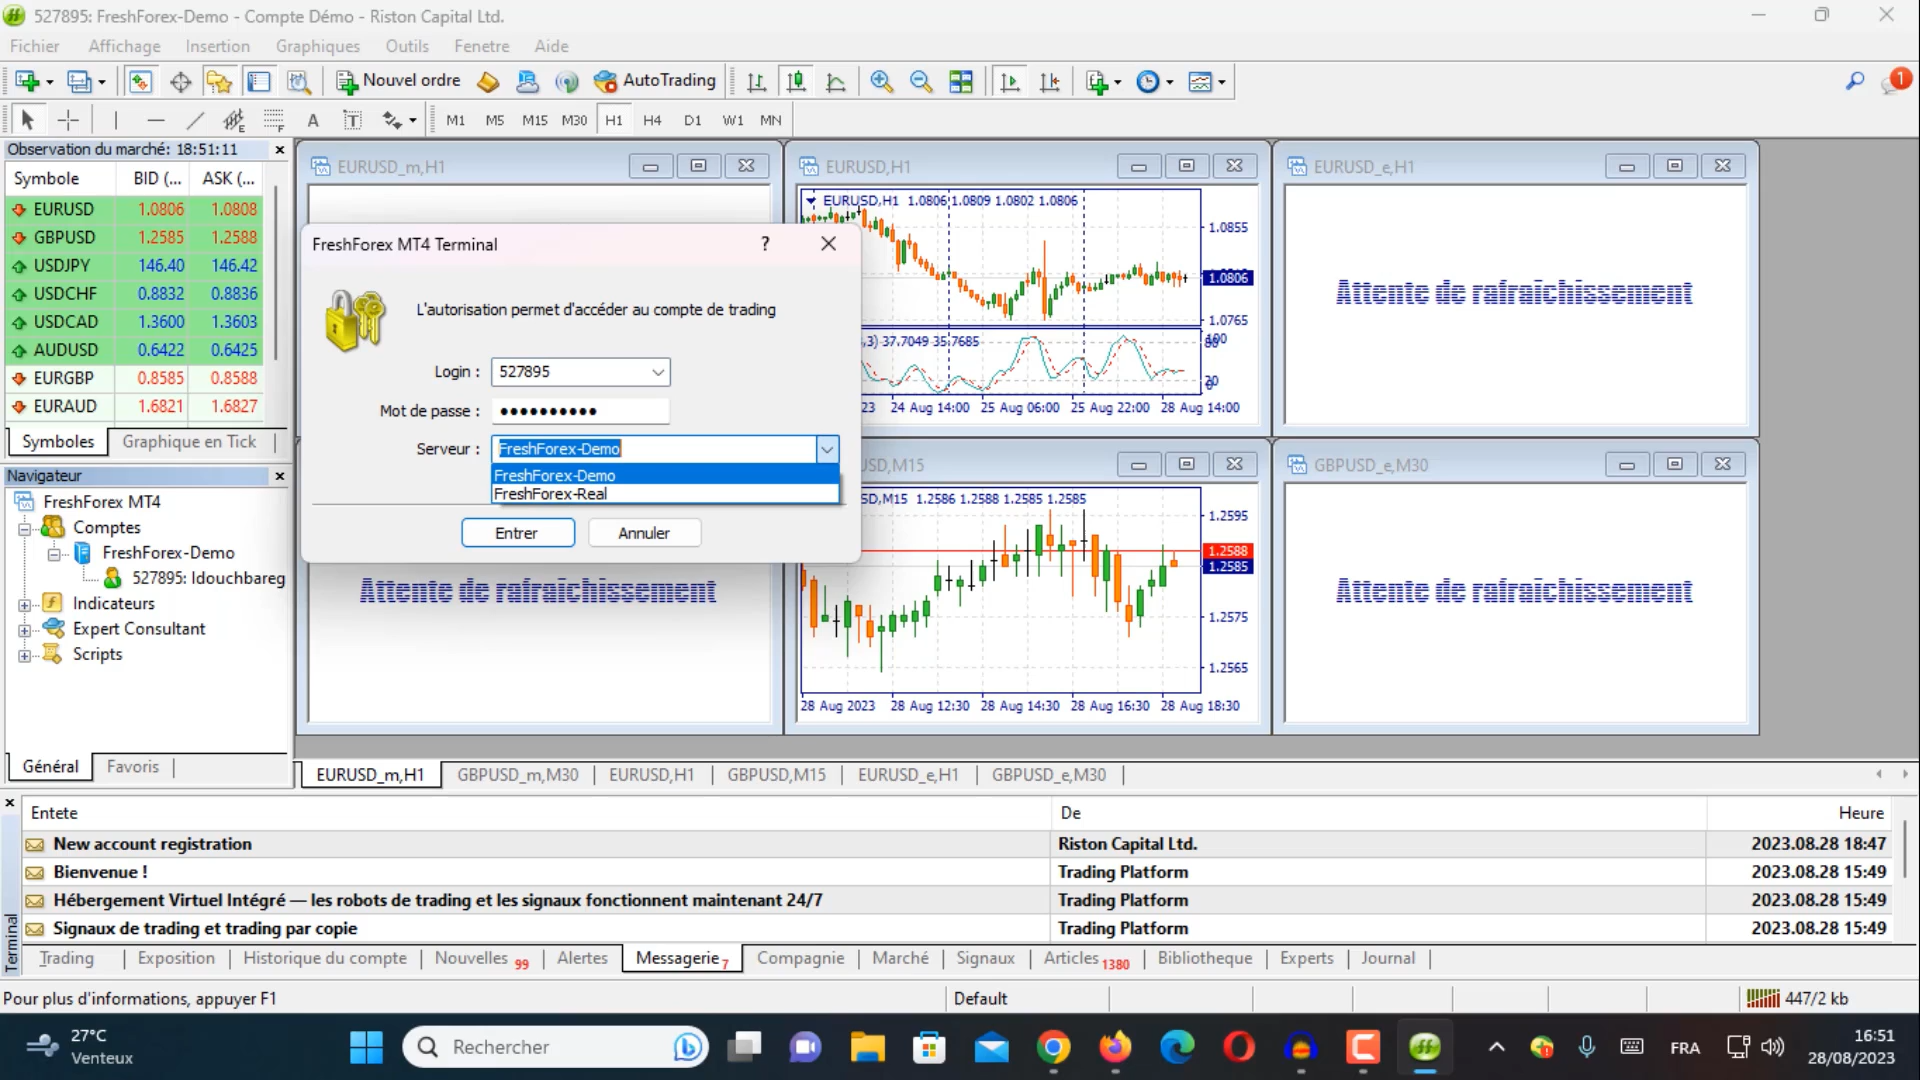 527895: FreshForex-Demo - Compte Démo - Riston Capital Ltd.
Fichier Affichage Insertion Graphiques Outils Fenetre Aide
Nouvel ordre AutoTrading 1
A T M1 M5 M15 M30 H1 H4 D1 W1 MN
Observation du marché: 18:51:11
Symbole BID (... ASK (...
EURUSD 1.0806 1.0808
GBPUSD 1.2585 1.2588
USDJPY 146.40 146.42
USDCHF 0.8832 0.8836
USDCAD 1.3600 1.3603
AUDUSD 0.6422 0.6425
EURGBP 0.8585 0.8588
EURAUD 1.6821 1.6827
Symboles Graphique en Tick
Navigateur
FreshForex MT4
Comptes
FreshForex-Demo
527895: Idouchbareg
Indicateurs
Expert Consultant
Scripts
Général Favoris
EURUSD_m,H1
FreshForex MT4 Terminal ?
L'autorisation permet d'accéder au compte de trading
Login : 527895
Mot de passe : ●●●●●●●●●●
Serveur : FreshForex-Demo
FreshForex-Demo
FreshForex-Real
Entrer Annuler
Attente de rafraîchissement
EURUSD,H1
EURUSD,H1 1.0806 1.0809 1.0802 1.0806
1.0855
1.0806
1.0765
,3) 37.7049 35.7685
100
80
20
0
23 24 Aug 14:00 25 Aug 06:00 25 Aug 22:00 28 Aug 14:00
EURUSD_e,H1
Attente de rafraîchissement
SD,M15
SD,M15 1.2586 1.2588 1.2585 1.2585
1.2595
1.2588
1.2585
1.2575
1.2565
28 Aug 2023 28 Aug 12:30 28 Aug 14:30 28 Aug 16:30 28 Aug 18:30
GBPUSD_e,M30
Attente de rafraîchissement
EURUSD_m,H1 GBPUSD_m,M30 EURUSD,H1 GBPUSD,M15 EURUSD_e,H1 GBPUSD_e,M30
Entete De Heure
New account registration Riston Capital Ltd. 2023.08.28 18:47
Bienvenue ! Trading Platform 2023.08.28 15:49
Hébergement Virtuel Intégré — les robots de trading et les signaux fonctionnent maintenant 24/7 Trading Platform 2023.08.28 15:49
Signaux de trading et trading par copie Trading Platform 2023.08.28 15:49
Terminal
Trading Exposition Historique du compte Nouvelles 99 Alertes Messagerie 7 Compagnie Marché Signaux Articles 1380 Bibliotheque Experts Journal
Pour plus d'informations, appuyer F1 Default 447/2 kb
27°C
Venteux
Rechercher
FRA
16:51
28/08/2023